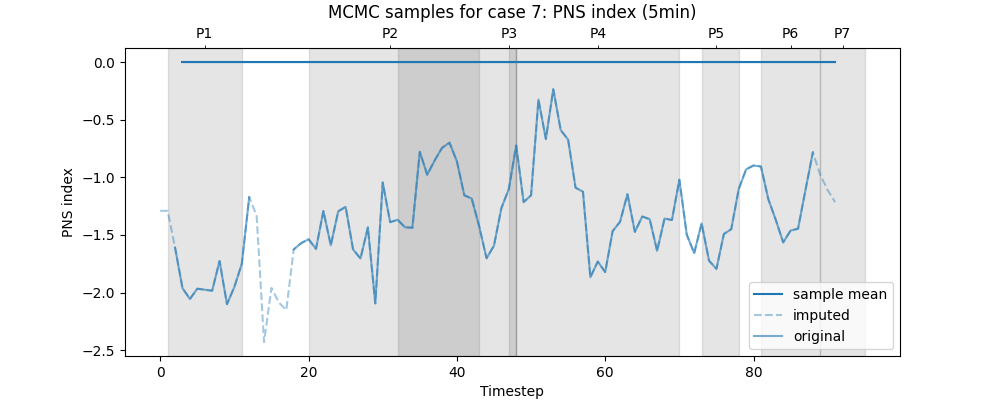 MCMC samples for case 7: PNS index (5min)
P1 P2 P3 P4 P5 P6 P7
0.0
−0.5
−1.0
−1.5
−2.0
−2.5
PNS index
sample mean
imputed
original
0 20 40 60 80
Timestep